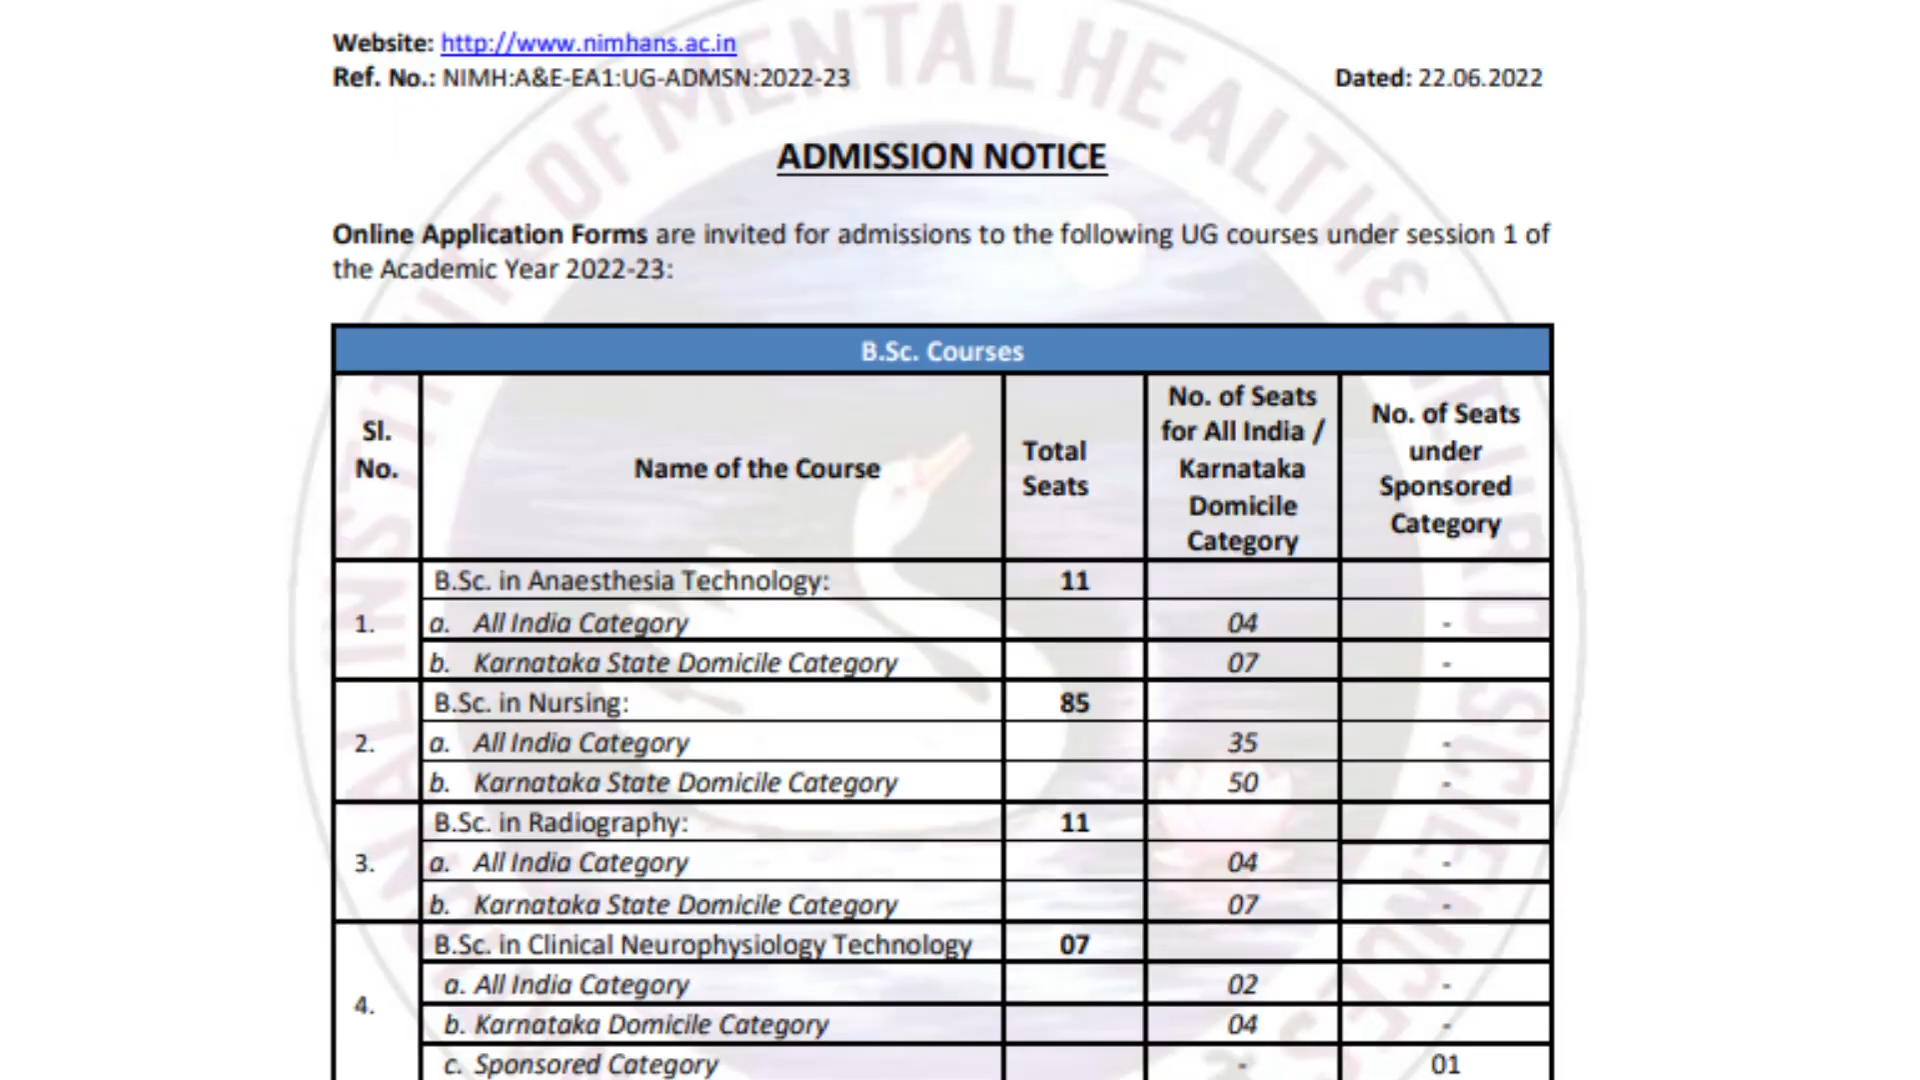 Website: http://www.nimhans.ac.in
Ref. No.: NIMH:A&E-EA1:UG-ADMSN:2022-23 Dated: 22.06.2022
ADMISSION NOTICE
Online Application Forms are invited for admissions to the following UG courses under session 1 of
the Academic Year 2022-23:
B.Sc. Courses
Sl. No. Name of the Course Total Seats No. of Seats for All India / Karnataka Domicile Category No. of Seats under Sponsored Category
1. B.Sc. in Anaesthesia Technology: 11
a. All India Category 04 -
b. Karnataka State Domicile Category 07 -
2. B.Sc. in Nursing: 85
a. All India Category 35 -
b. Karnataka State Domicile Category 50 -
3. B.Sc. in Radiography: 11
a. All India Category 04 -
b. Karnataka State Domicile Category 07 -
4. B.Sc. in Clinical Neurophysiology Technology 07
a. All India Category 02 -
b. Karnataka Domicile Category 04 -
c. Sponsored Category - 01
INSTITUTE OF MENTAL HEALTH &
SCIENCES